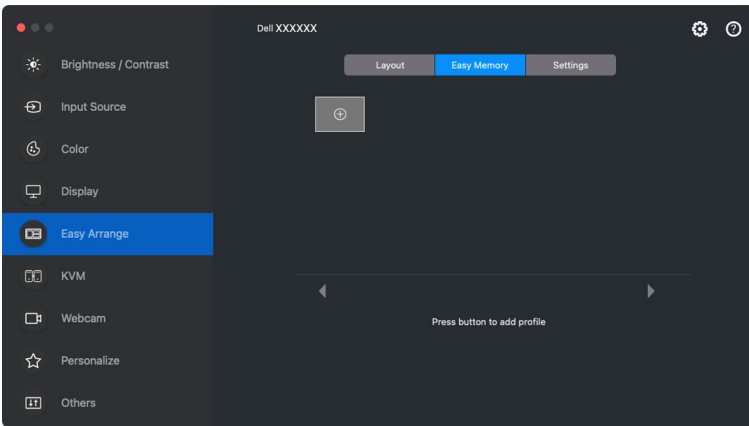 Dell XXXXXX
Brightness / Contrast
Input Source
Color
Display
Easy Arrange
KVM
Webcam
Personalize
Others
Layout Easy Memory Settings
Press button to add profile